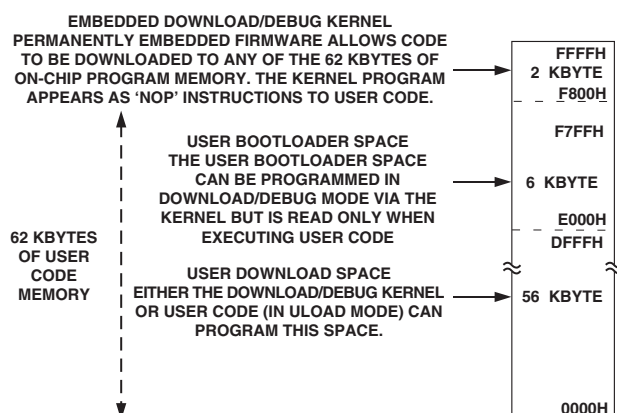 EMBEDDED DOWNLOAD/DEBUG KERNEL
PERMANENTLY EMBEDDED FIRMWARE ALLOWS CODE
TO BE DOWNLOADED TO ANY OF THE 62 KBYTES OF
ON-CHIP PROGRAM MEMORY. THE KERNEL PROGRAM
APPEARS AS ‘NOP’ INSTRUCTIONS TO USER CODE.
FFFFH
2 KBYTE
F800H
F7FFH
USER BOOTLOADER SPACE
THE USER BOOTLOADER SPACE
CAN BE PROGRAMMED IN
DOWNLOAD/DEBUG MODE VIA THE
KERNEL BUT IS READ ONLY WHEN
EXECUTING USER CODE
6 KBYTE
E000H
DFFFH
62 KBYTES
OF USER
CODE
MEMORY
USER DOWNLOAD SPACE
EITHER THE DOWNLOAD/DEBUG KERNEL
OR USER CODE (IN ULOAD MODE) CAN
PROGRAM THIS SPACE.
56 KBYTE
0000H